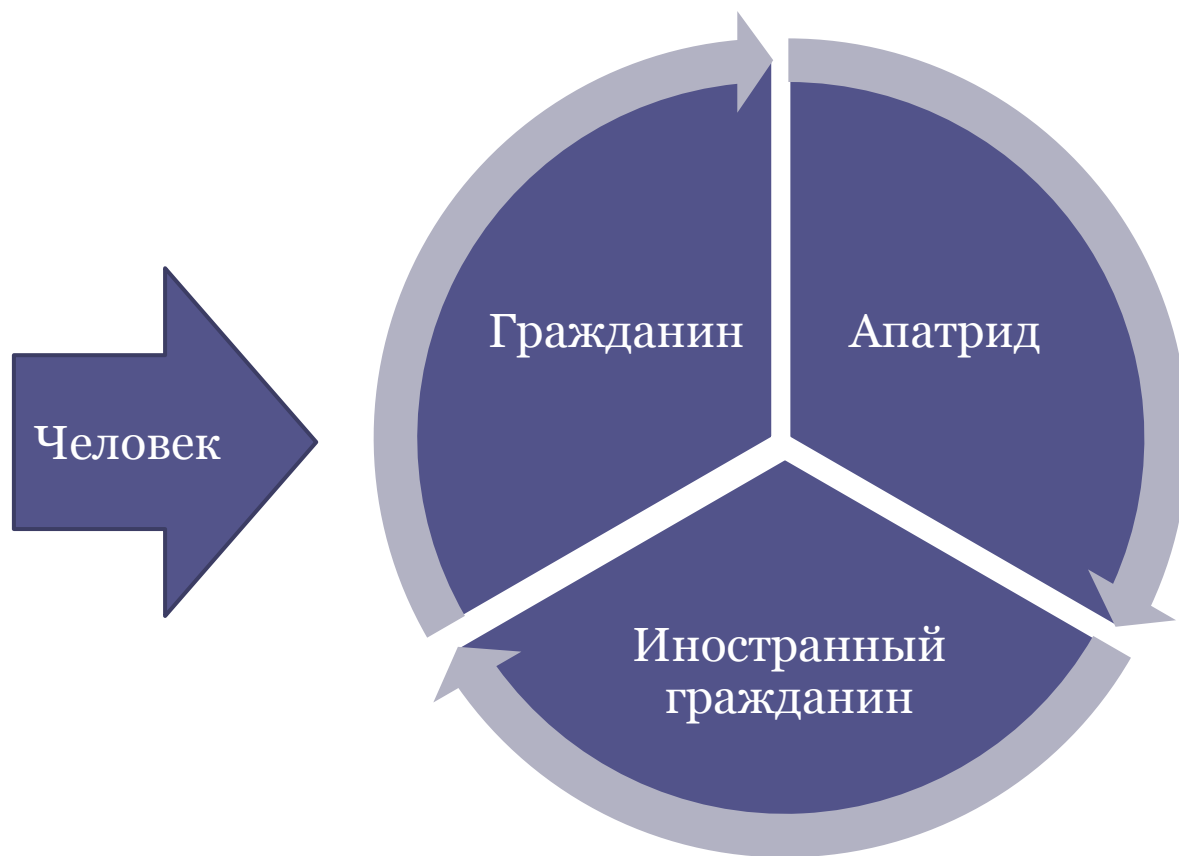 Человек
Гражданин
Апатрид
Иностранный
гражданин